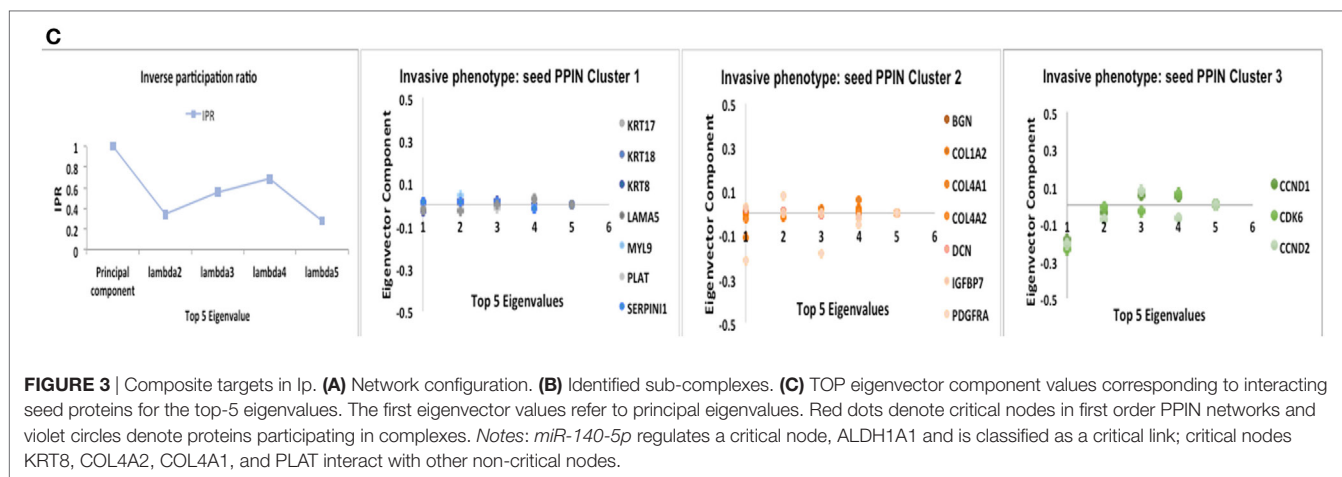 C
Inverse participation ratio
IPR
1
0.8
0.6
0.4
0.2
0
IPR
Principal component
lambda2
lambda3
lambda4
lambda5
Top 5 Eigenvalue
Invasive phenotype: seed PPIN Cluster 1
Eigenvector Component
0.5
0.3
0.1
-0.1
-0.3
-0.5
1 2 3 4 5 6
Top 5 Eigenvalues
KRT17
KRT18
KRT8
LAMA5
MYL9
PLAT
SERPINI1
Invasive phenotype: seed PPIN Cluster 2
Eigenvector Component
0.5
0.3
0.1
-0.1
-0.3
-0.5
1 2 3 4 5 6
Top 5 Eigenvalues
BGN
COL1A2
COL4A1
COL4A2
DCN
IGFBP7
PDGFRA
Invasive phenotype: seed PPIN Cluster 3
Eigenvector Component
0.5
0.3
0.1
-0.1
-0.3
-0.5
1 2 3 4 5 6
Top 5 Eigenvalues
CCND1
CDK6
CCND2
FIGURE 3 | Composite targets in Ip. (A) Network configuration. (B) Identified sub-complexes. (C) TOP eigenvector component values corresponding to interacting
seed proteins for the top-5 eigenvalues. The first eigenvector values refer to principal eigenvalues. Red dots denote critical nodes in first order PPIN networks and
violet circles denote proteins participating in complexes. Notes: miR-140-5p regulates a critical node, ALDH1A1 and is classified as a critical link; critical nodes
KRT8, COL4A2, COL4A1, and PLAT interact with other non-critical nodes.